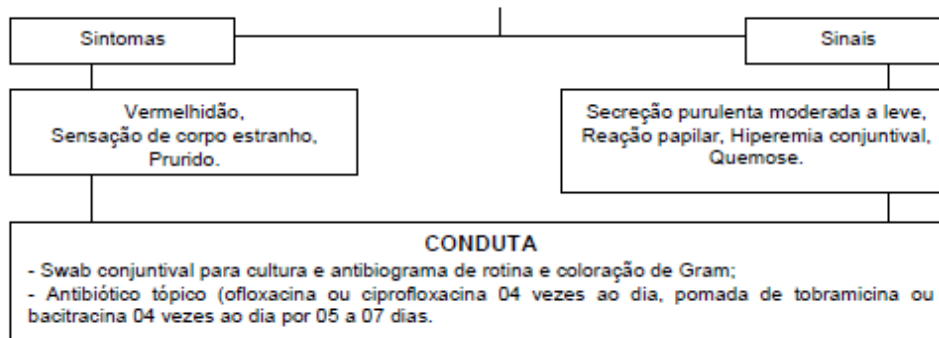 Sintomas
Sinais
Vermelhidão,
Sensação de corpo estranho,
Prurido.
Secreção purulenta moderada a leve,
Reação papilar, Hiperemia conjuntival,
Quemose.
CONDUTA
- Swab conjuntival para cultura e antibiograma de rotina e coloração de Gram;
- Antibiótico tópico (ofloxacina ou ciprofloxacina 04 vezes ao dia, pomada de tobramicina ou
bacitracina 04 vezes ao dia por 05 a 07 dias.